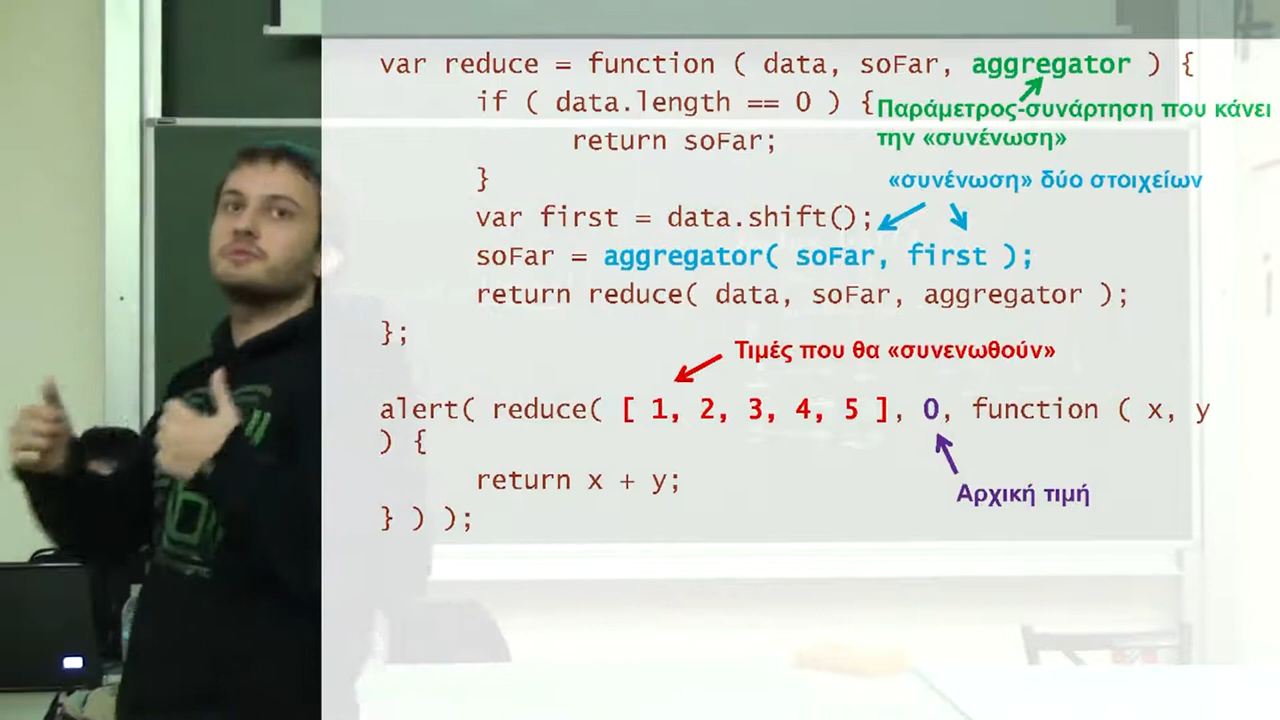 var reduce = function ( data, soFar, aggregator ) {
if ( data.length == 0 ) {
Παράμετρος-συνάρτηση που κάνει
την «συνένωση»
return soFar;
}
«συνένωση» δύο στοιχείων
var first = data.shift();
soFar = aggregator( soFar, first );
return reduce( data, soFar, aggregator );
};
Τιμές που θα «συνενωθούν»
alert( reduce( [ 1, 2, 3, 4, 5 ], 0, function ( x, y
) {
return x + y;
Αρχική τιμή
} ) );